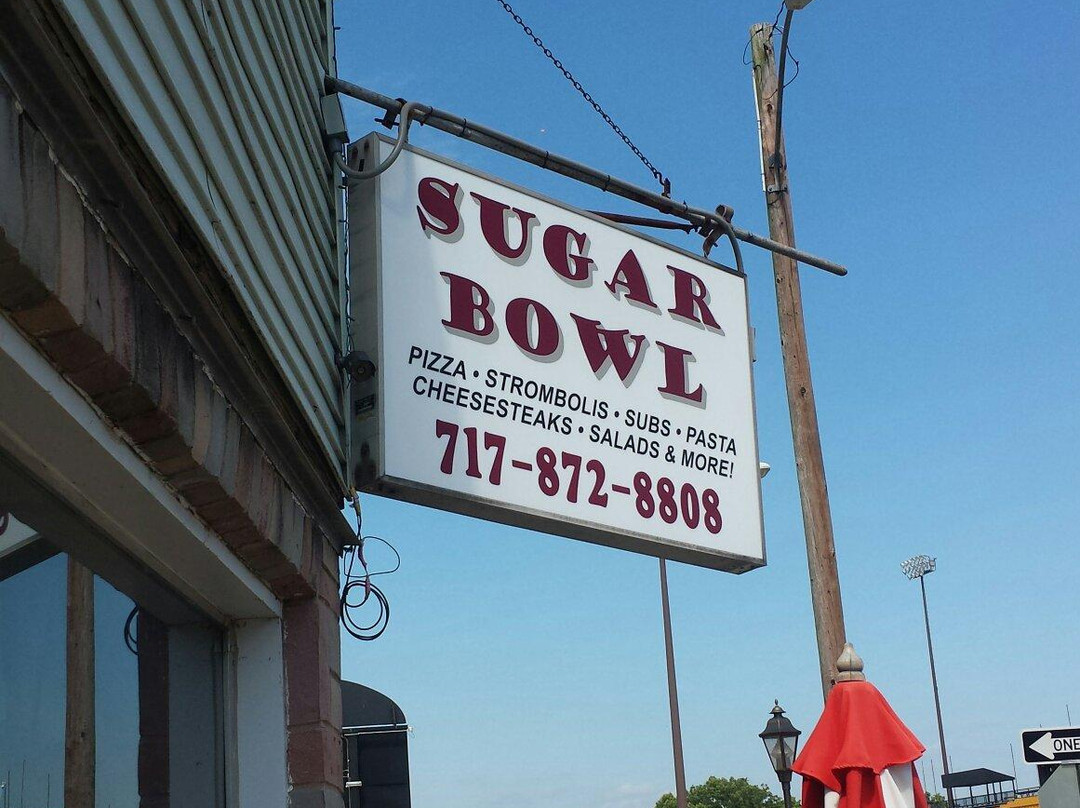 SUGAR
BOWL
PIZZA • STROMBOLIS • SUBS • PASTA
CHEESESTEAKS • SALADS & MORE!
717-872-8808
ONE